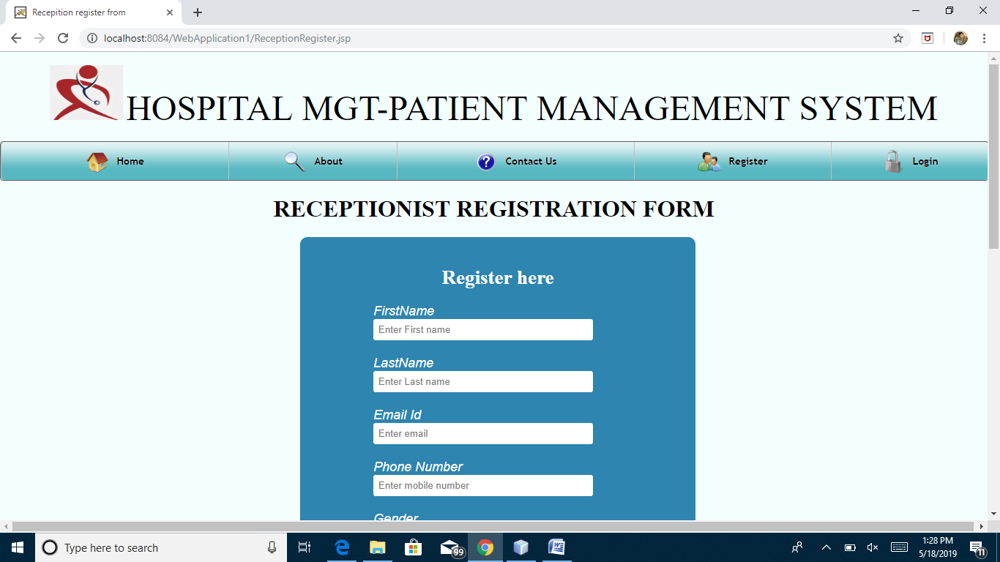 Recepition register from
localhost:8084/WebApplication1/ReceptionRegister.jsp
HOSPITAL MGT-PATIENT MANAGEMENT SYSTEM
Home About Contact Us Register Login
RECEPTIONIST REGISTRATION FORM
Register here
FirstName
Enter First name
LastName
Enter Last name
Email Id
Enter email
Phone Number
Enter mobile number
Gender
Type here to search
99
1:28 PM
5/18/2019
11